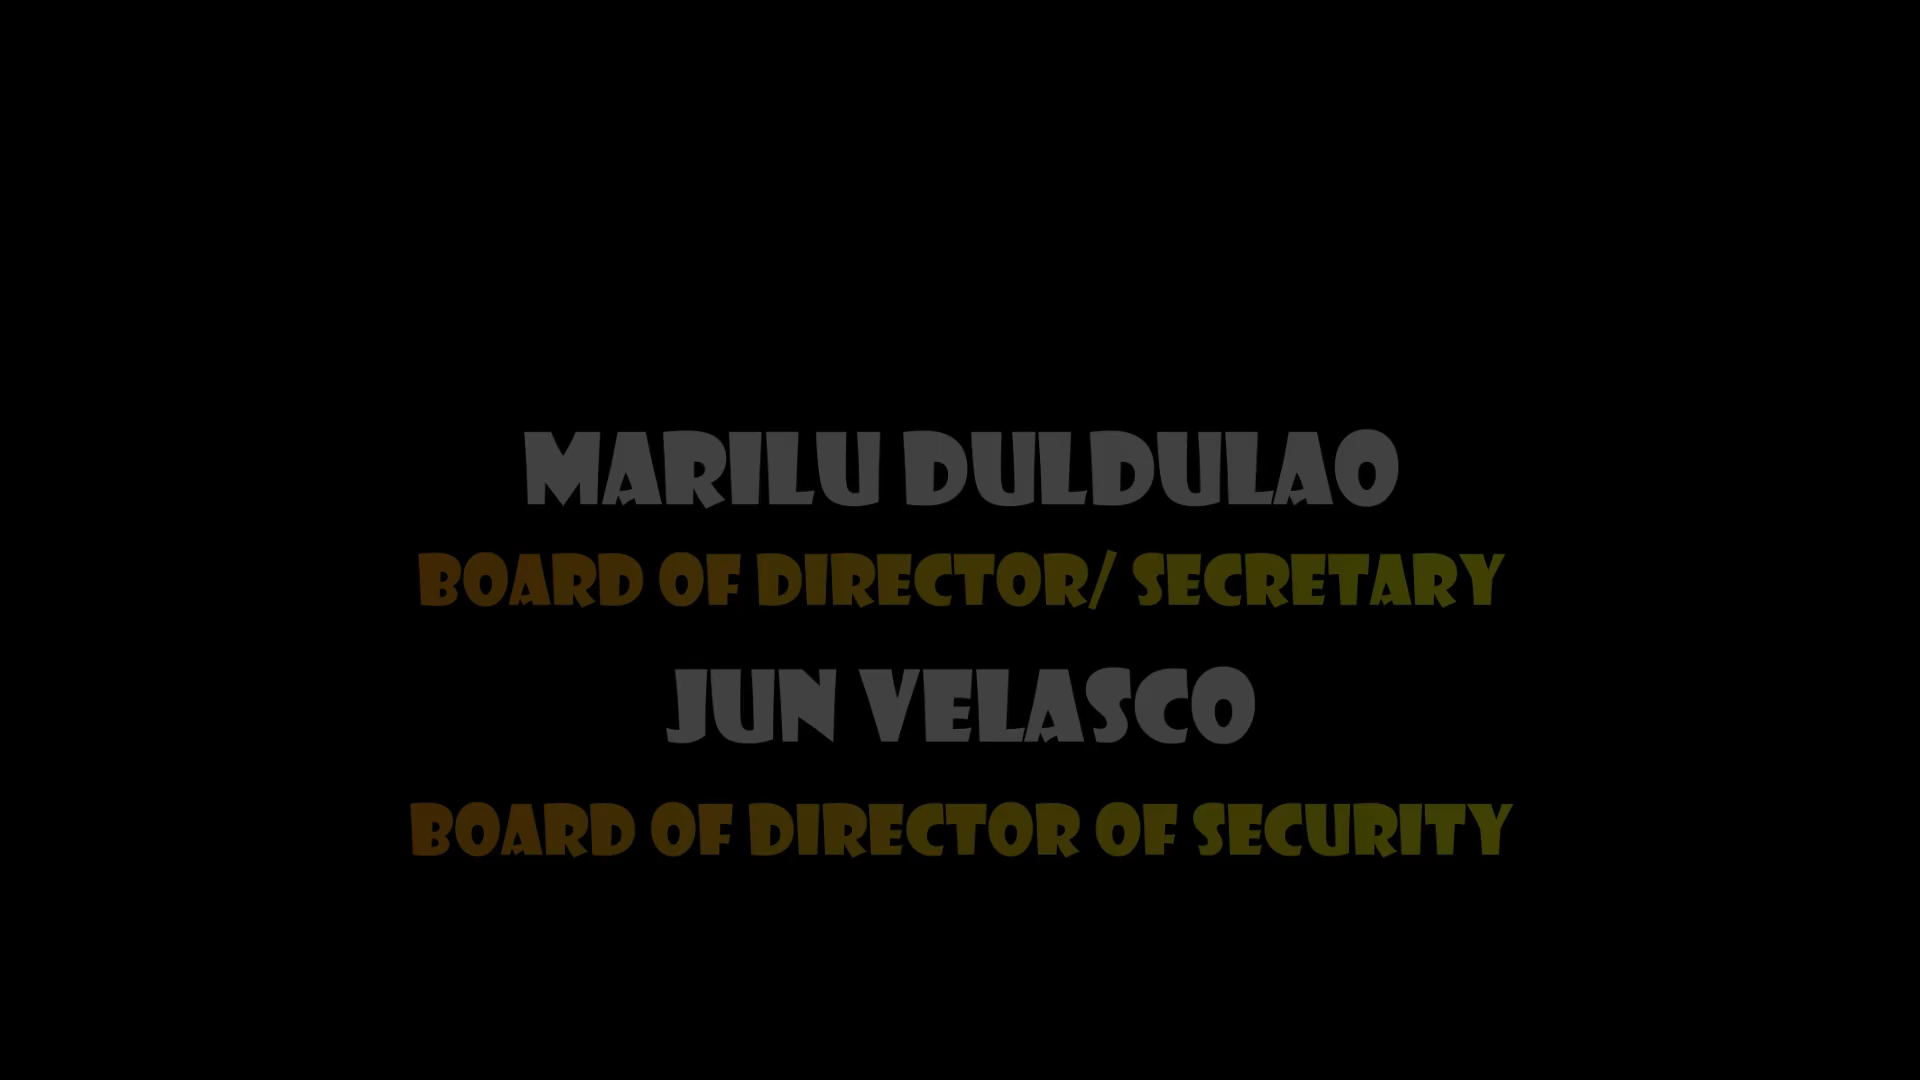 MARILU DULDULAO
BOARD OF DIRECTOR/ SECRETARY
JUN VELASCO
BOARD OF DIRECTOR OF SECURITY